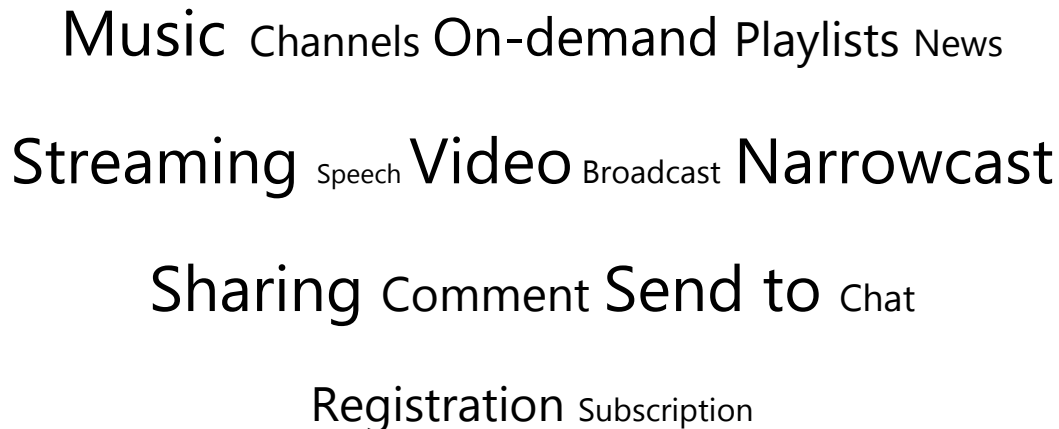 Music Channels On-demand Playlists News
Streaming Speech Video Broadcast Narrowcast
Sharing Comment Send to Chat
Registration Subscription